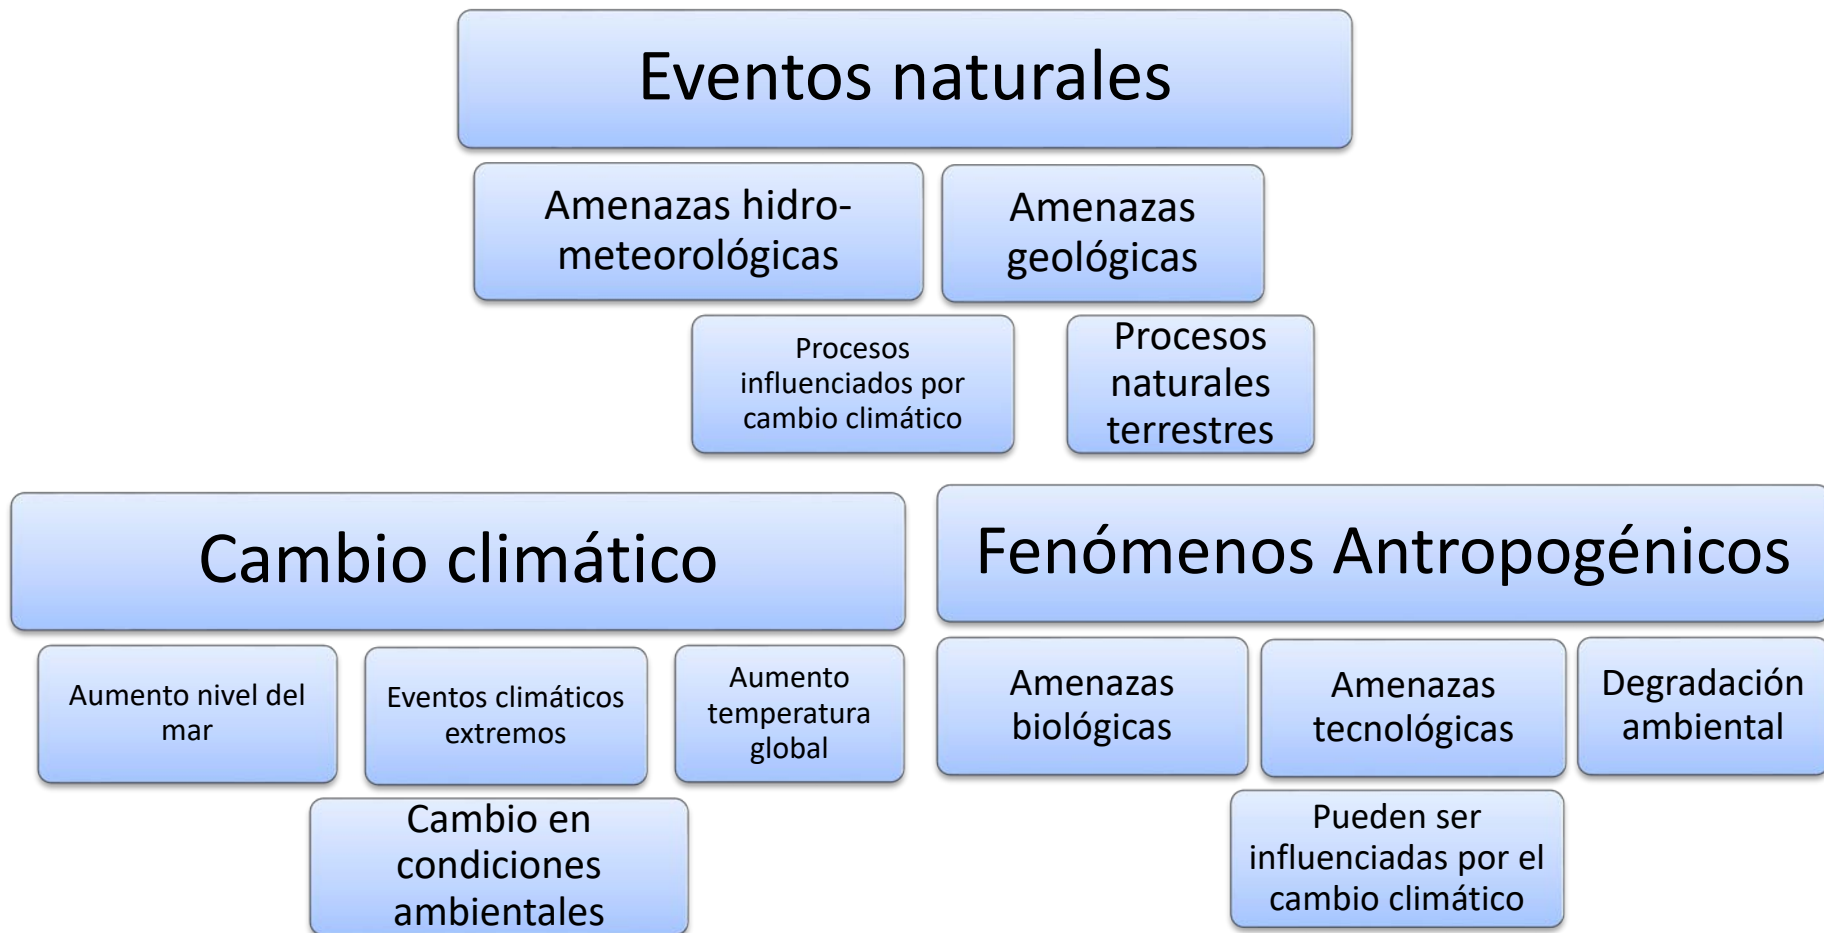 Eventos naturales
Amenazas hidro-
meteorológicas
Amenazas
geológicas
Procesos
influenciados por
cambio climático
Procesos
naturales
terrestres
Cambio climático
Aumento nivel del
mar
Eventos climáticos
extremos
Aumento
temperatura
global
Cambio en
condiciones
ambientales
Fenómenos Antropogénicos
Amenazas
biológicas
Amenazas
tecnológicas
Degradación
ambiental
Pueden ser
influenciadas por el
cambio climático